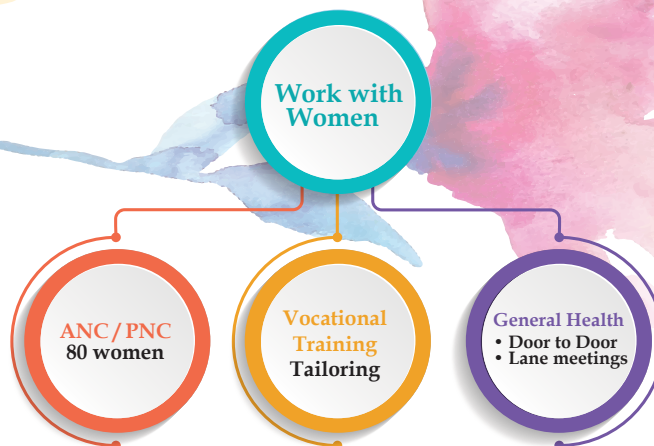 Work with
Women
ANC / PNC
80 women
Vocational
Training
Tailoring
General Health
• Door to Door
• Lane meetings